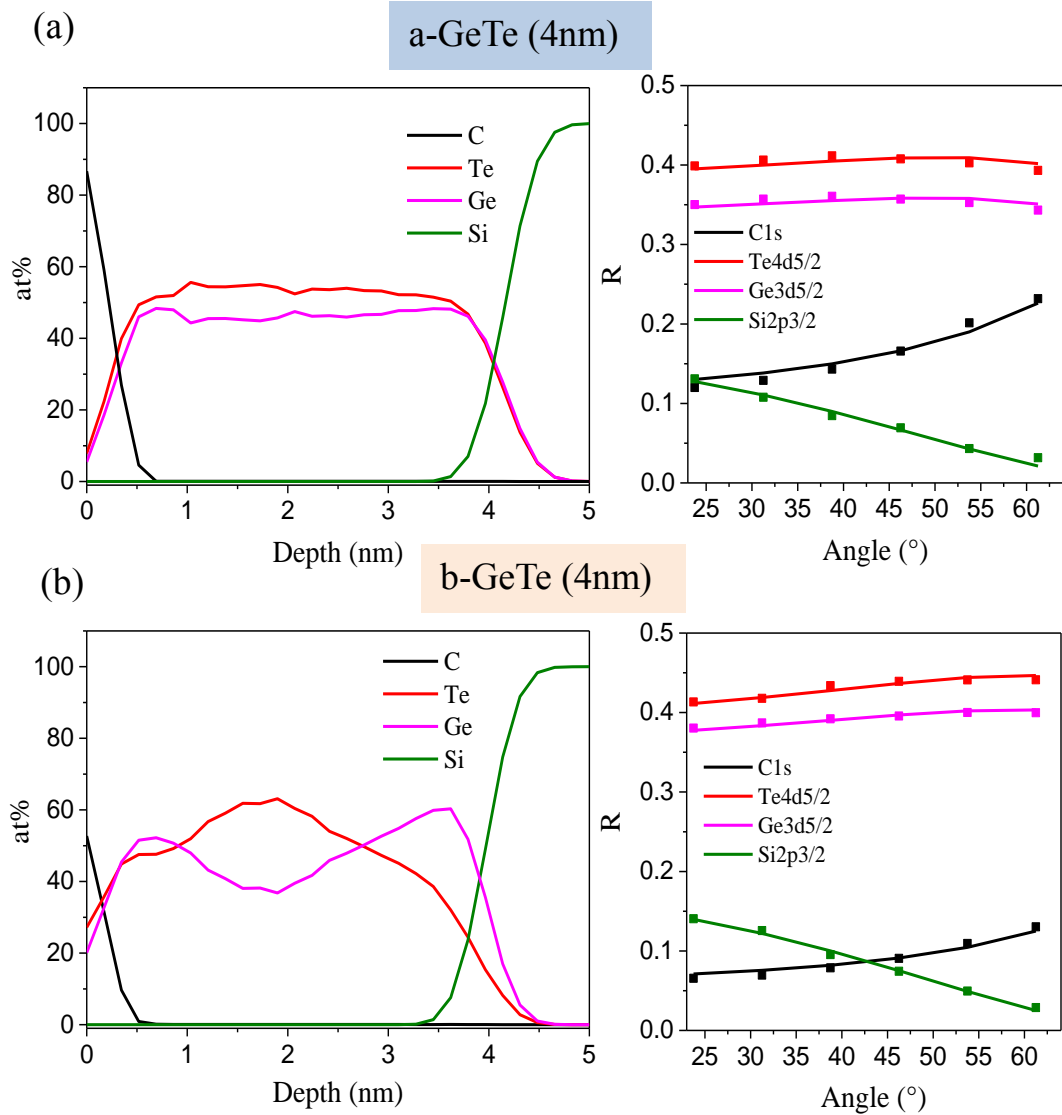 (a)
a-GeTe (4nm)
100
80
60
40
20
0
at%
C
Te
Ge
Si
0 1 2 3 4 5
Depth (nm)
0.5
0.4
0.3
0.2
0.1
0.0
R
C1s
Te4d5/2
Ge3d5/2
Si2p3/2
25 30 35 40 45 50 55 60
Angle (°)
(b)
b-GeTe (4nm)
100
80
60
40
20
0
at%
C
Te
Ge
Si
0 1 2 3 4 5
Depth (nm)
0.5
0.4
0.3
0.2
0.1
0.0
R
C1s
Te4d5/2
Ge3d5/2
Si2p3/2
25 30 35 40 45 50 55 60
Angle (°)